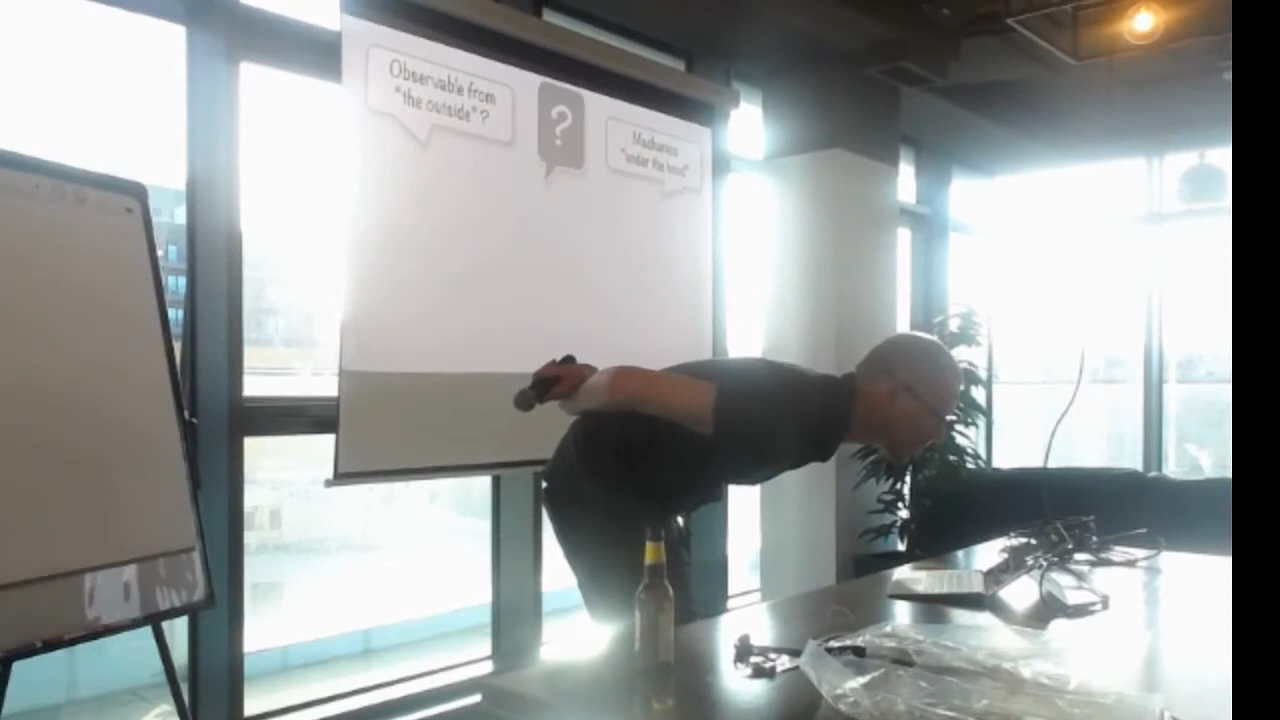 Observable from
"the outside"?
?
Mechanics
"under the hood"